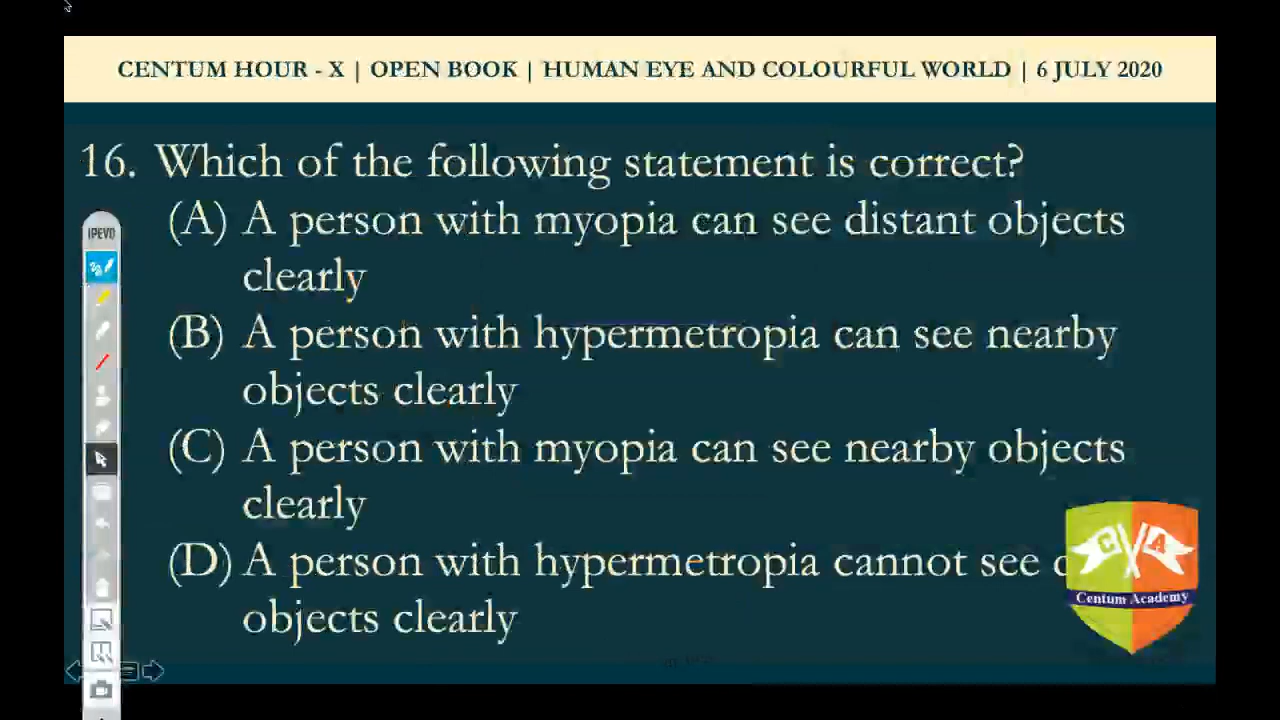 CENTUM HOUR - X | OPEN BOOK | HUMAN EYE AND COLOURFUL WORLD | 6 JULY 2020
16. Which of the following statement is correct?
(A) A person with myopia can see distant objects
clearly
IPEVO
(B) A person with hypermetropia can see nearby
objects clearly
(C) A person with myopia can see nearby objects
clearly
(D) A person with hypermetropia cannot see
objects clearly
C A
Centum Academy